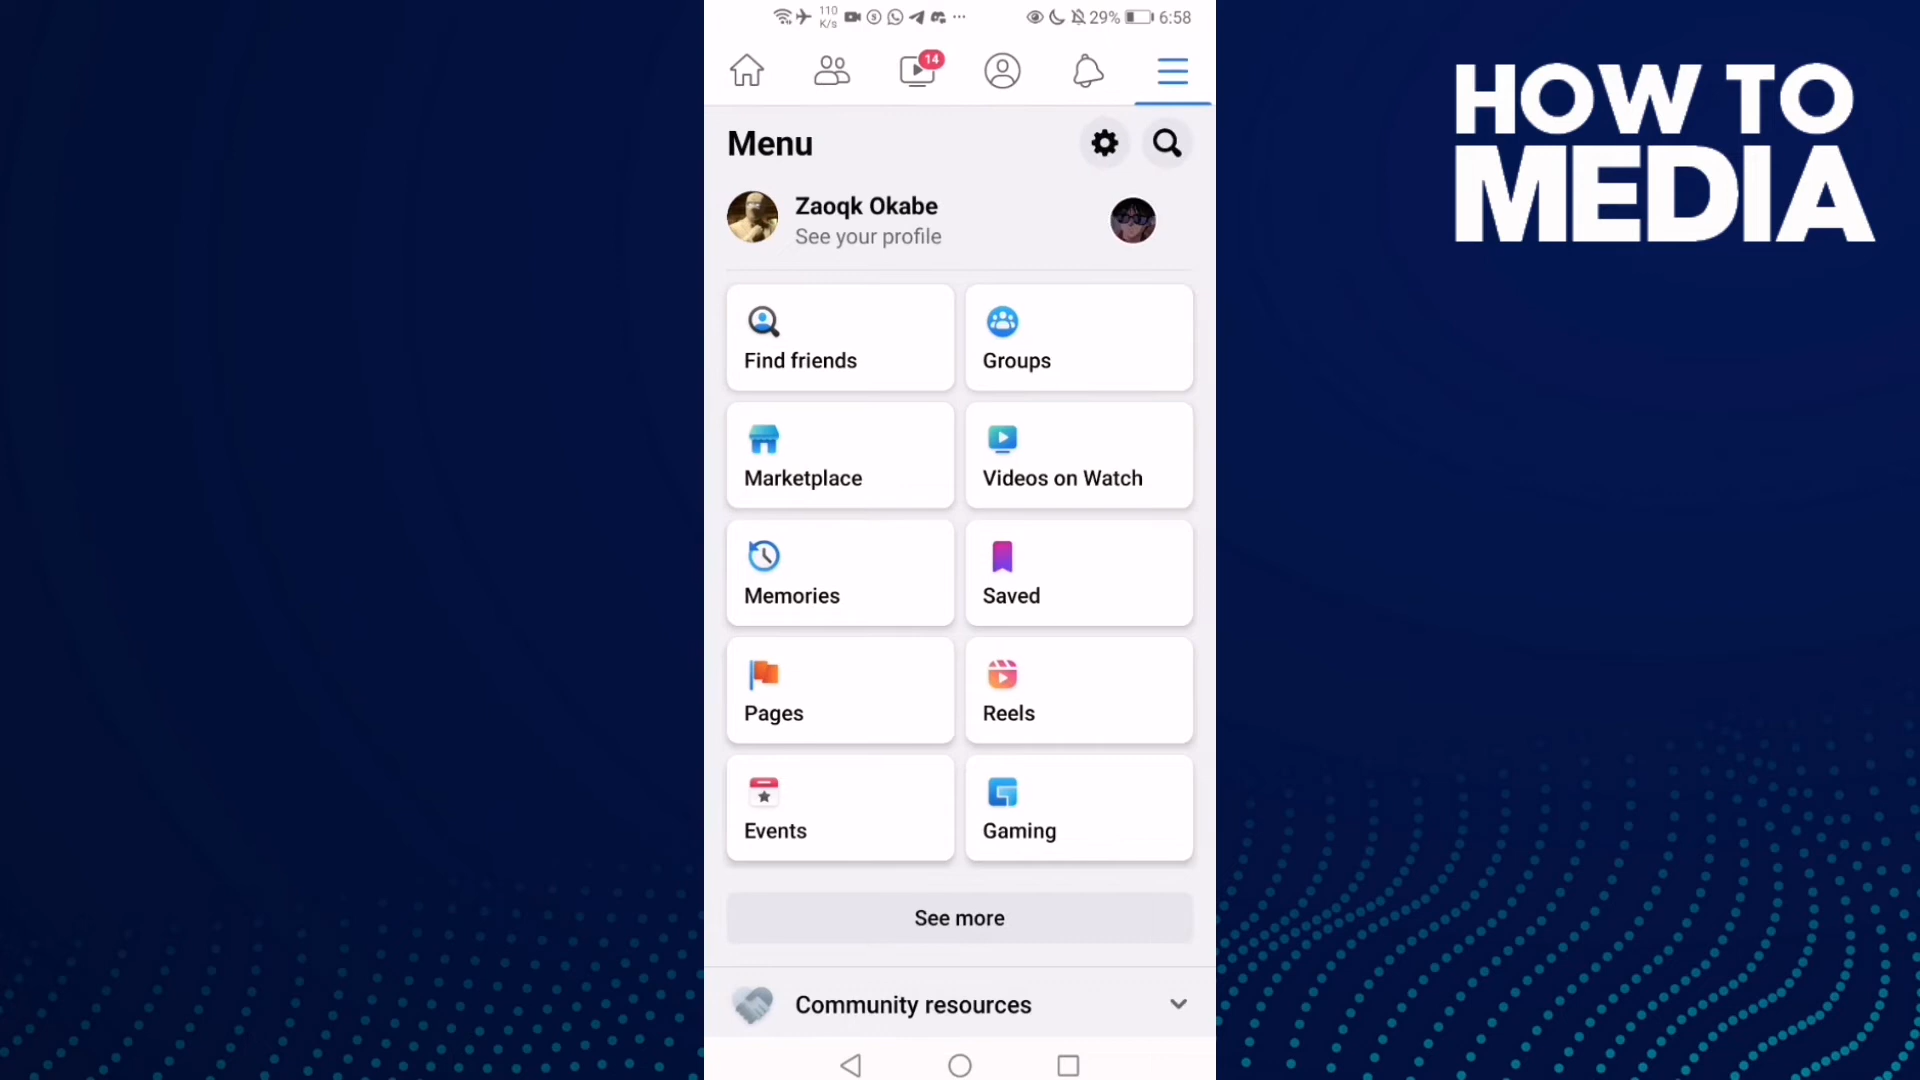 110
K/s
29%
6:58
14
HOW TO
MEDIA
Menu
Zaoqk Okabe
See your profile
Find friends
Groups
Marketplace
Videos on Watch
Memories
Saved
Pages
Reels
Events
Gaming
See more
Community resources